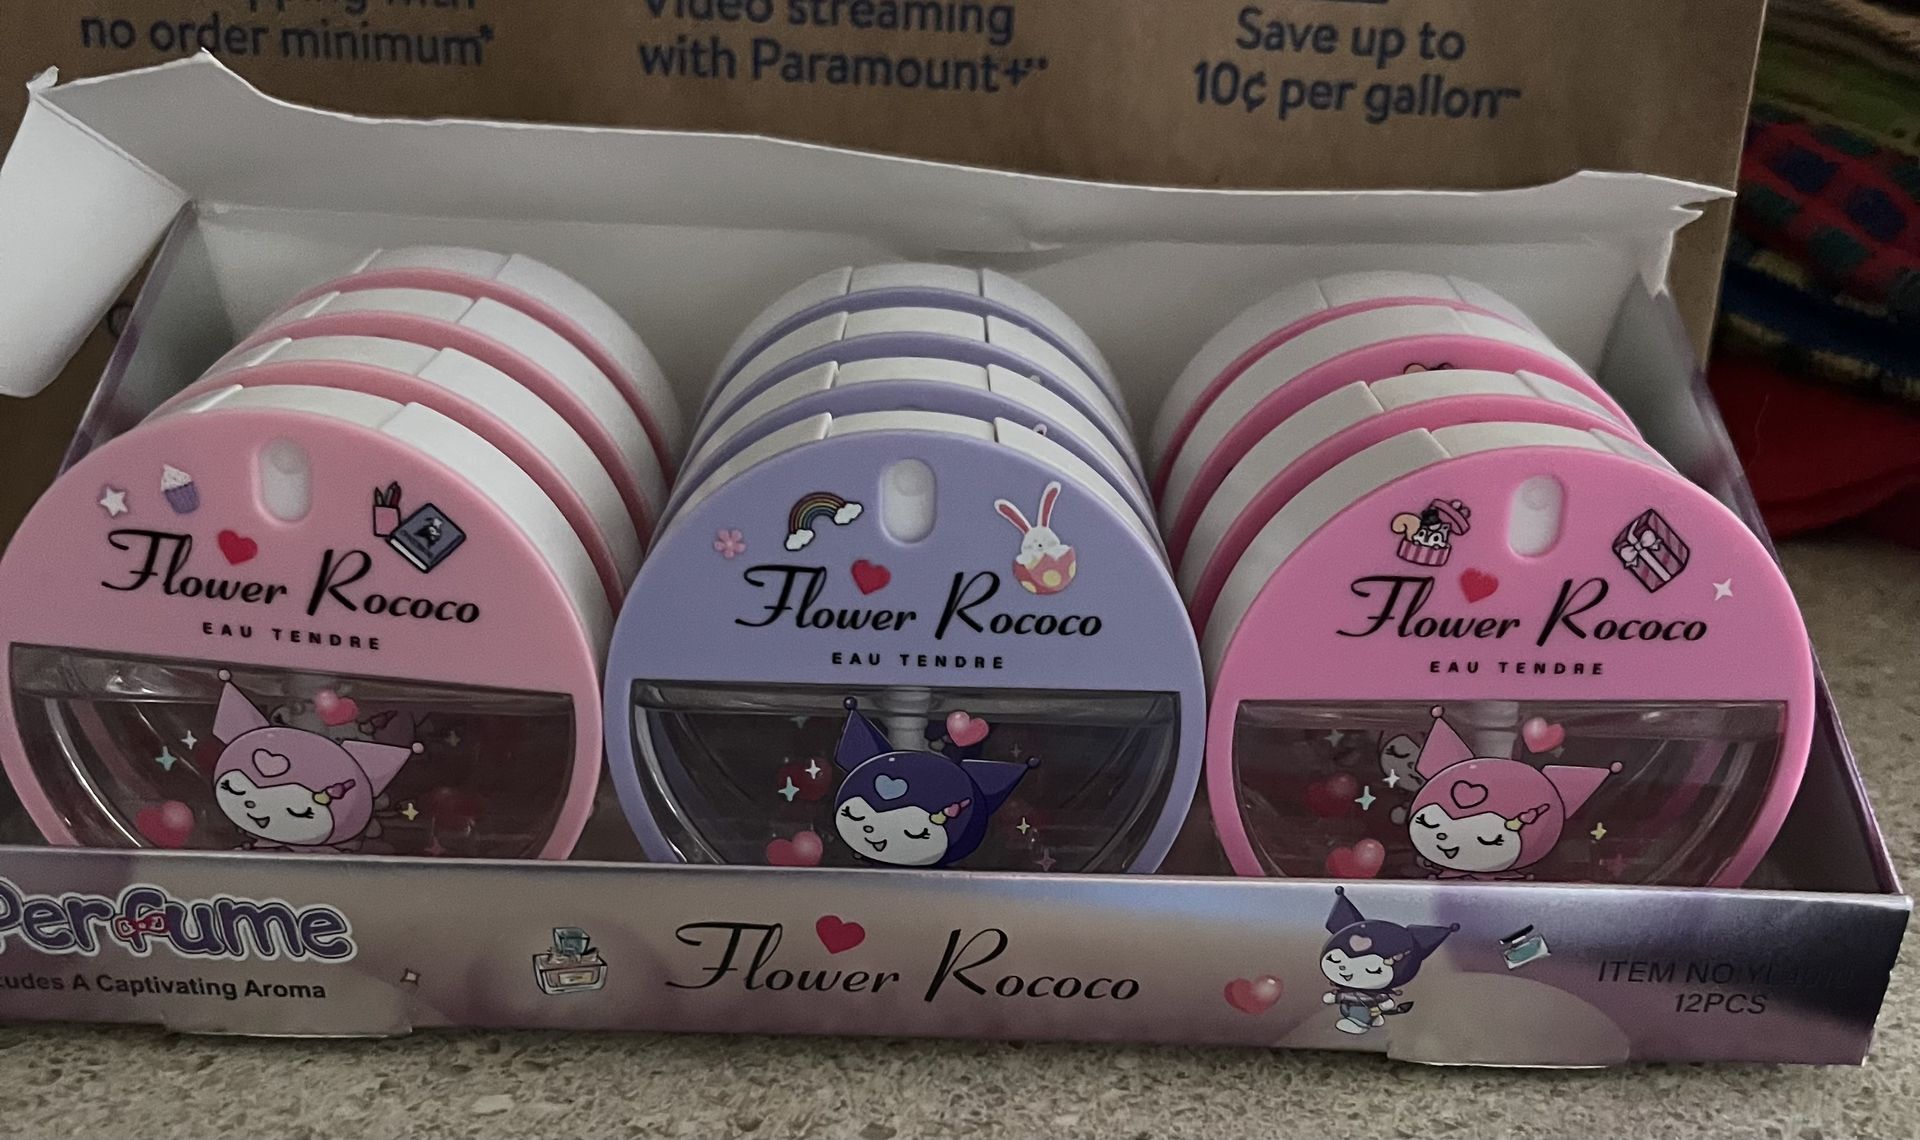 no order minimum*
Video streaming
with Paramount+**
Save up to
10¢ per gallon***
Flower Rococo
EAU TENDRE
Flower Rococo
EAU TENDRE
Flower Rococo
EAU TENDRE
Perfume
A Captivating Aroma
Flower Rococo
ITEM NO
12PCS